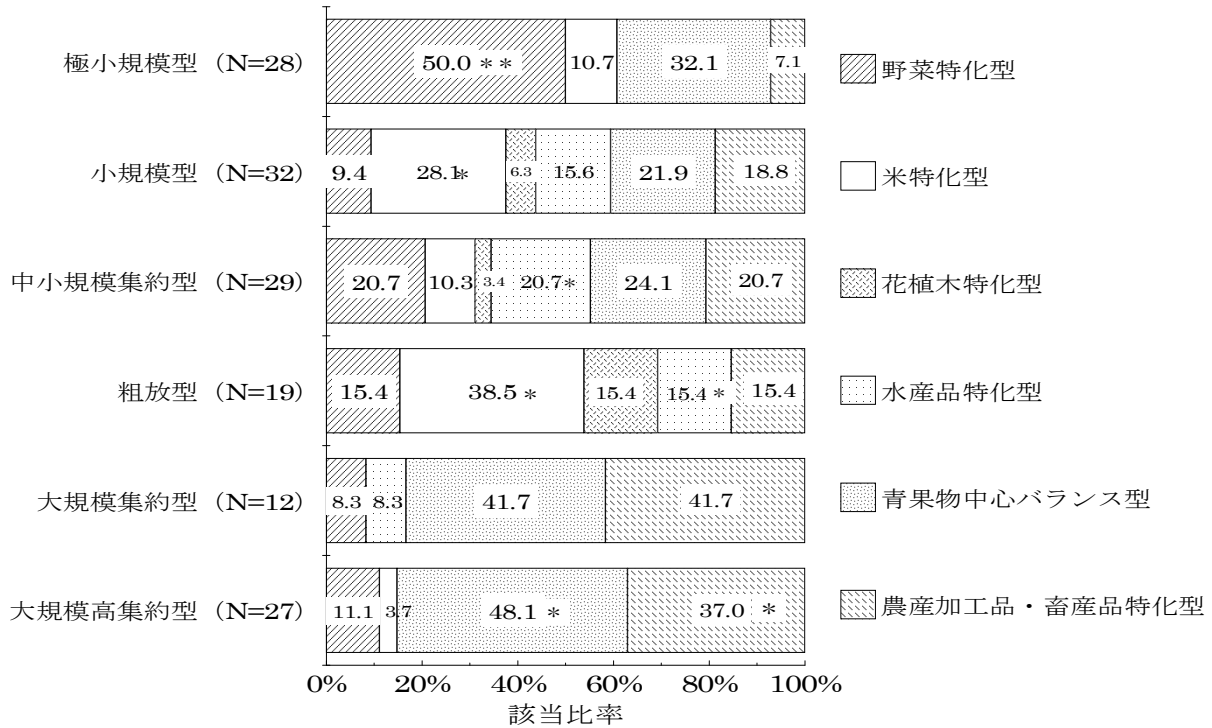 極小規模型 (N=28)
50.0 **
10.7
32.1
7.1
野菜特化型
小規模型 (N=32)
9.4
28.1*
6.3
15.6
21.9
18.8
米特化型
中小規模集約型 (N=29)
20.7
10.3
3.4
20.7*
24.1
20.7
花植木特化型
粗放型 (N=19)
15.4
38.5 *
15.4
15.4 *
15.4
水産品特化型
大規模集約型 (N=12)
8.3
8.3
41.7
41.7
青果物中心バランス型
大規模高集約型 (N=27)
11.1
3.7
48.1 *
37.0 *
農産加工品・畜産品特化型
0%
20%
40%
60%
80%
100%
該当比率